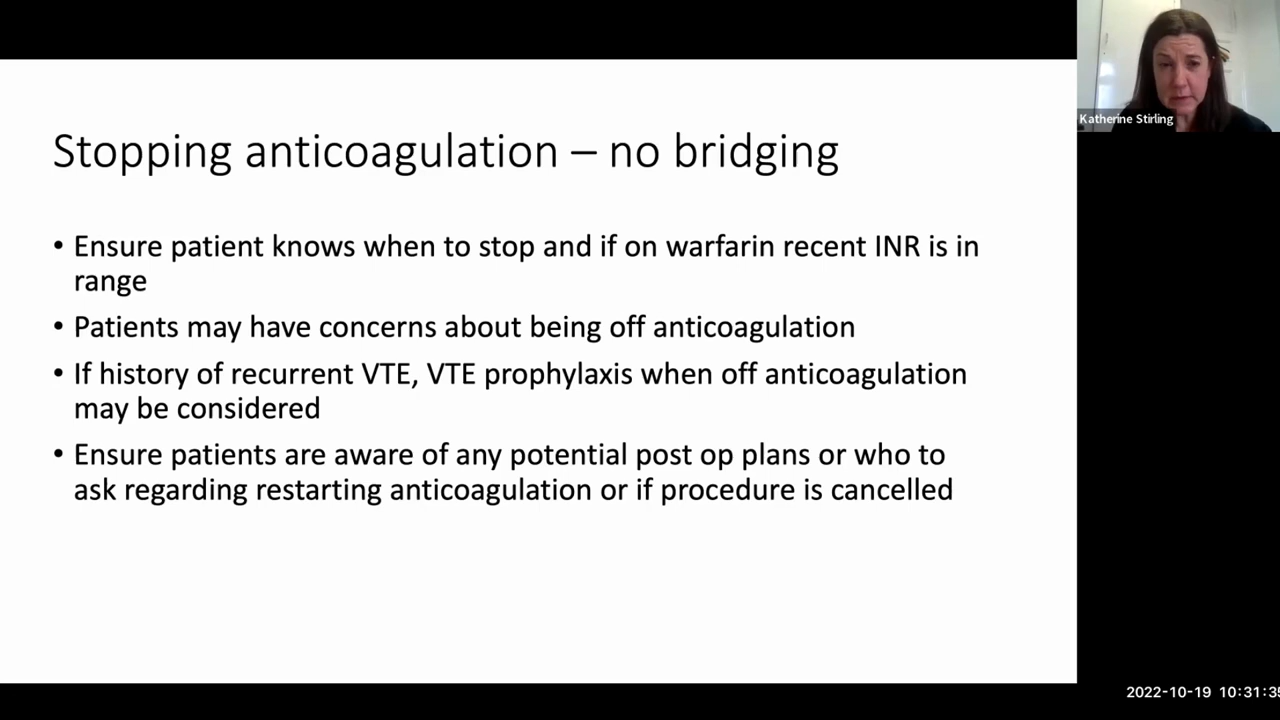 Stopping anticoagulation – no bridging
• Ensure patient knows when to stop and if on warfarin recent INR is in
range
• Patients may have concerns about being off anticoagulation
• If history of recurrent VTE, VTE prophylaxis when off anticoagulation
may be considered
• Ensure patients are aware of any potential post op plans or who to
ask regarding restarting anticoagulation or if procedure is cancelled
Katherine Stirling
2022-10-19 10:31:35